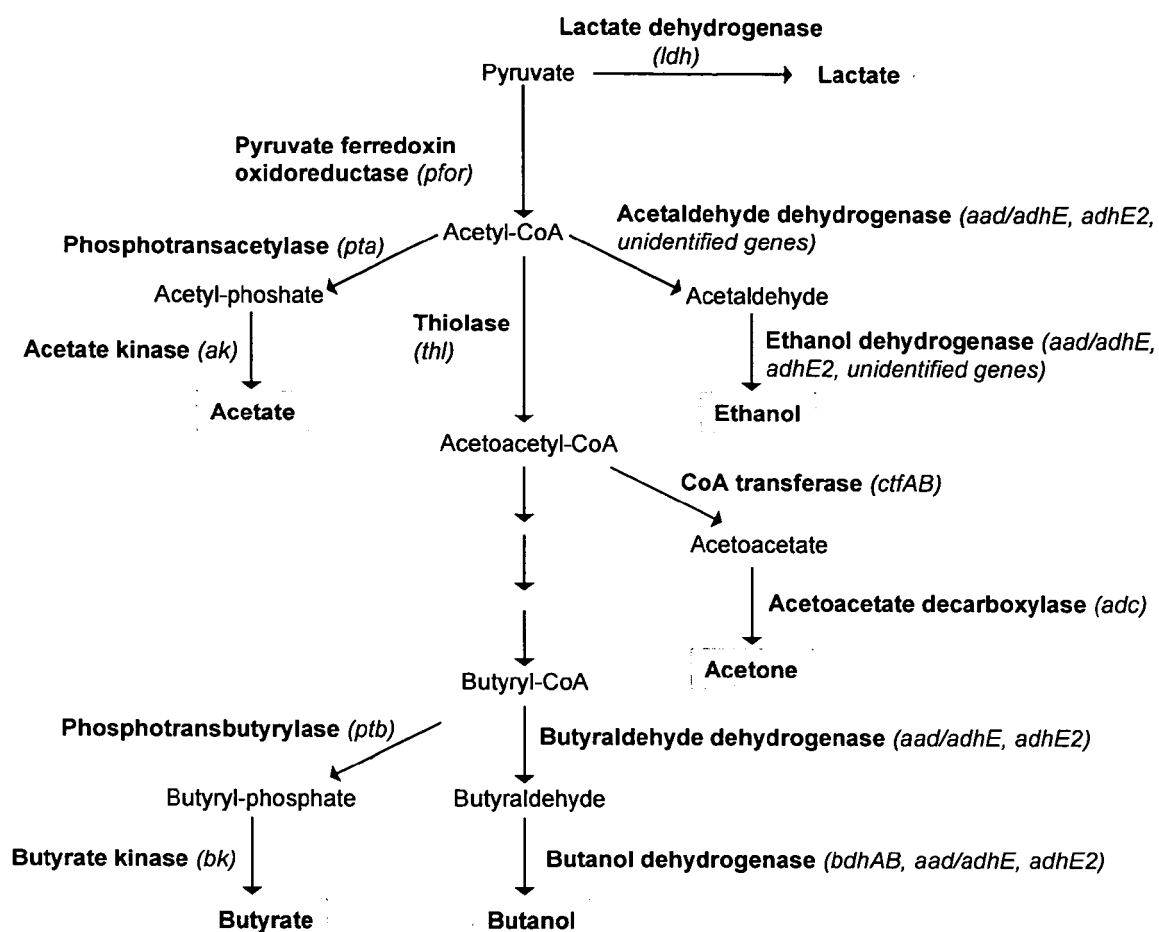 Lactate dehydrogenase
(ldh)
Pyruvate
Lactate
Pyruvate ferredoxin
oxidoreductase (pfor)
Acetaldehyde dehydrogenase (aad/adhE, adhE2,
unidentified genes)
Phosphotransacetylase (pta)
Acetyl-CoA
Acetyl-phoshate
Acetaldehyde
Thiolase
(thl)
Acetate kinase (ak)
Ethanol dehydrogenase (aad/adhE,
adhE2, unidentified genes)
Acetate
Ethanol
Acetoacetyl-CoA
CoA transferase (ctfAB)
Acetoacetate
Acetoacetate decarboxylase (adc)
Acetone
Butyryl-CoA
Phosphotransbutyrylase (ptb)
Butyraldehyde dehydrogenase (aad/adhE, adhE2)
Butyryl-phosphate
Butyraldehyde
Butyrate kinase (bk)
Butanol dehydrogenase (bdhAB, aad/adhE, adhE2)
Butyrate
Butanol